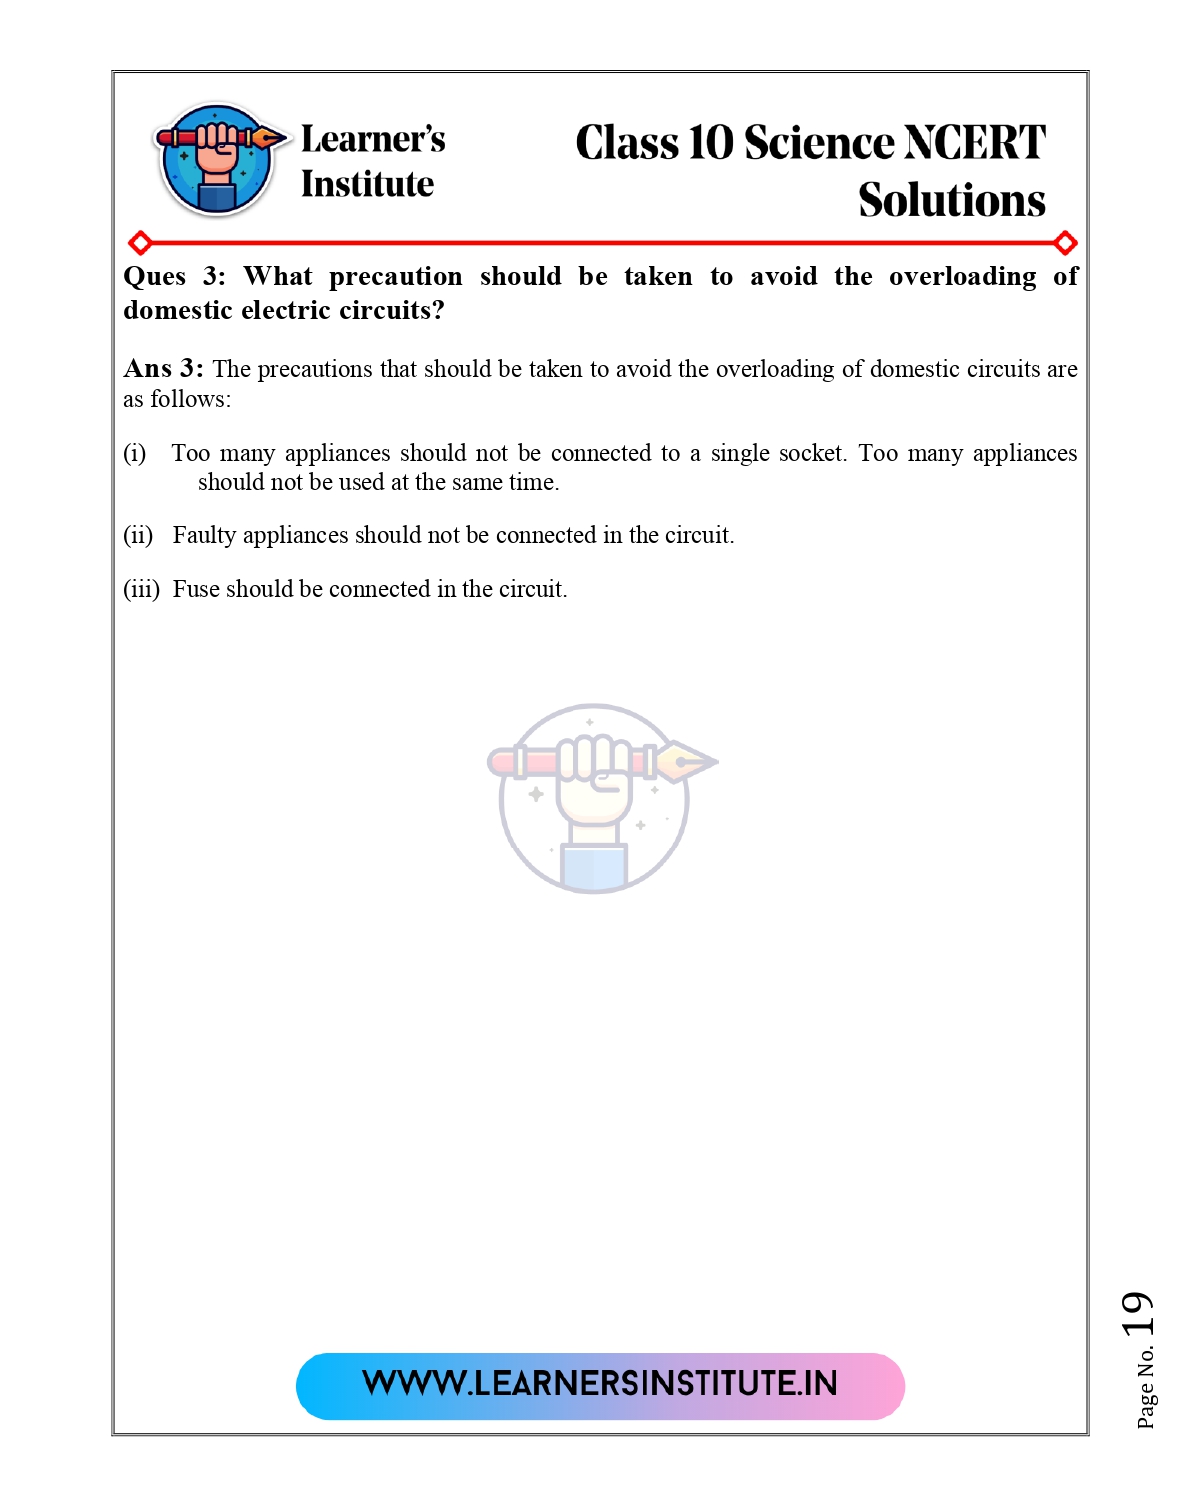 Learner's
Institute
Class 10 Science NCERT
Solutions
Ques 3: What precaution should be taken to avoid the overloading of
domestic electric circuits?
Ans 3: The precautions that should be taken to avoid the overloading of domestic circuits are
as follows:
(i) Too many appliances should not be connected to a single socket. Too many appliances
should not be used at the same time.
(ii) Faulty appliances should not be connected in the circuit.
(iii) Fuse should be connected in the circuit.
WWW.LEARNERSINSTITUTE.IN
Page No. 19